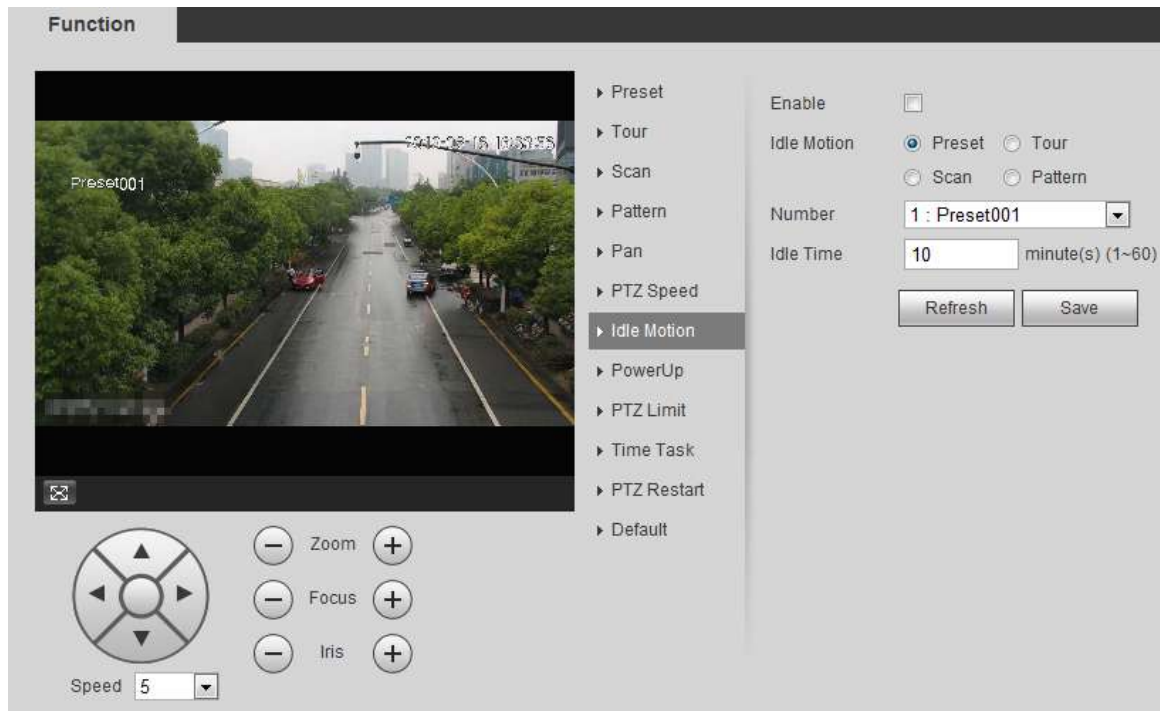 Function
Preset001
Preset
Tour
Scan
Pattern
Pan
PTZ Speed
Idle Motion
PowerUp
PTZ Limit
Time Task
PTZ Restart
Default
Enable
Idle Motion
Preset Tour
Scan Pattern
Number 1 : Preset001
Idle Time 10 minute(s) (1~60)
Refresh Save
Zoom
Focus
Iris
Speed 5